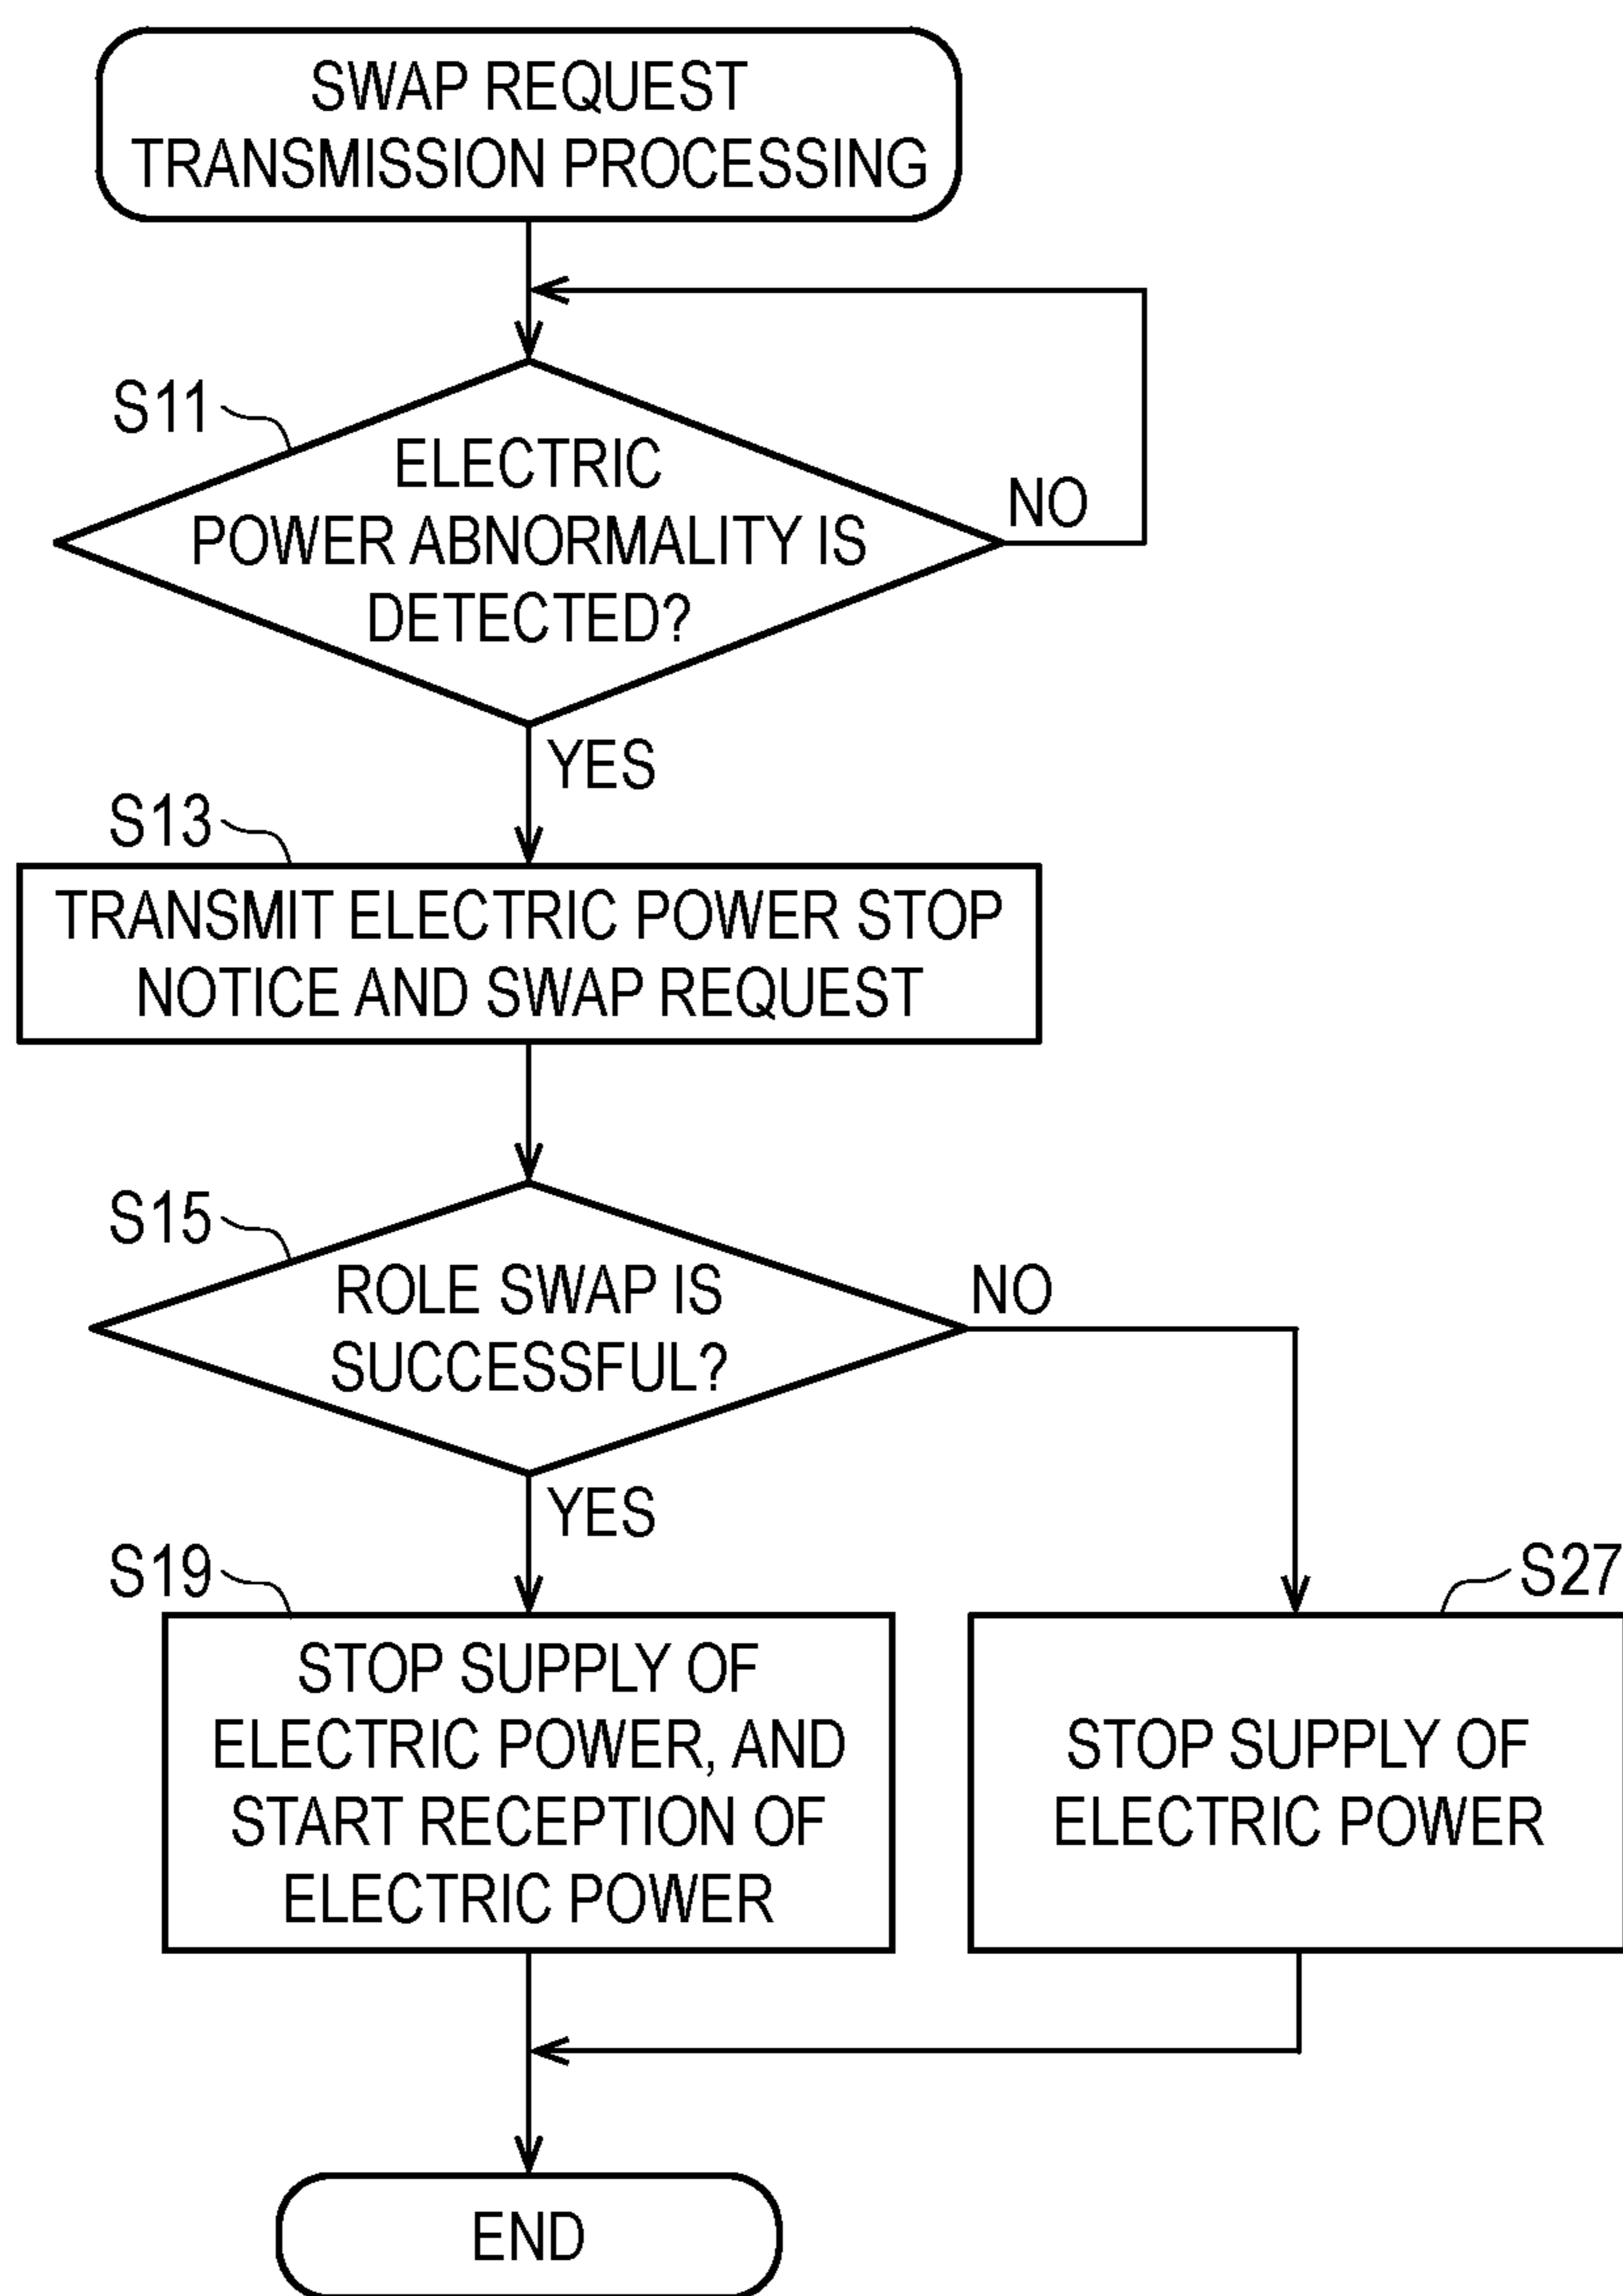 SWAP REQUEST
TRANSMISSION PROCESSING
S11
ELECTRIC
POWER ABNORMALITY IS
DETECTED?
NO
YES
S13
TRANSMIT ELECTRIC POWER STOP
NOTICE AND SWAP REQUEST
S15
ROLE SWAP IS
SUCCESSFUL?
NO
YES
S19
STOP SUPPLY OF
ELECTRIC POWER, AND
START RECEPTION OF
ELECTRIC POWER
S27
STOP SUPPLY OF
ELECTRIC POWER
END